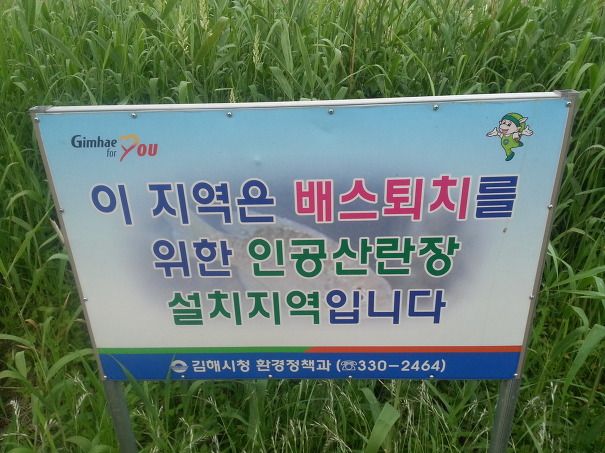 Gimhae
for You
이 지역은 배스퇴치를
위한 인공산란장
설치지역입니다
김해시청 환경정책과 (☏330-2464)